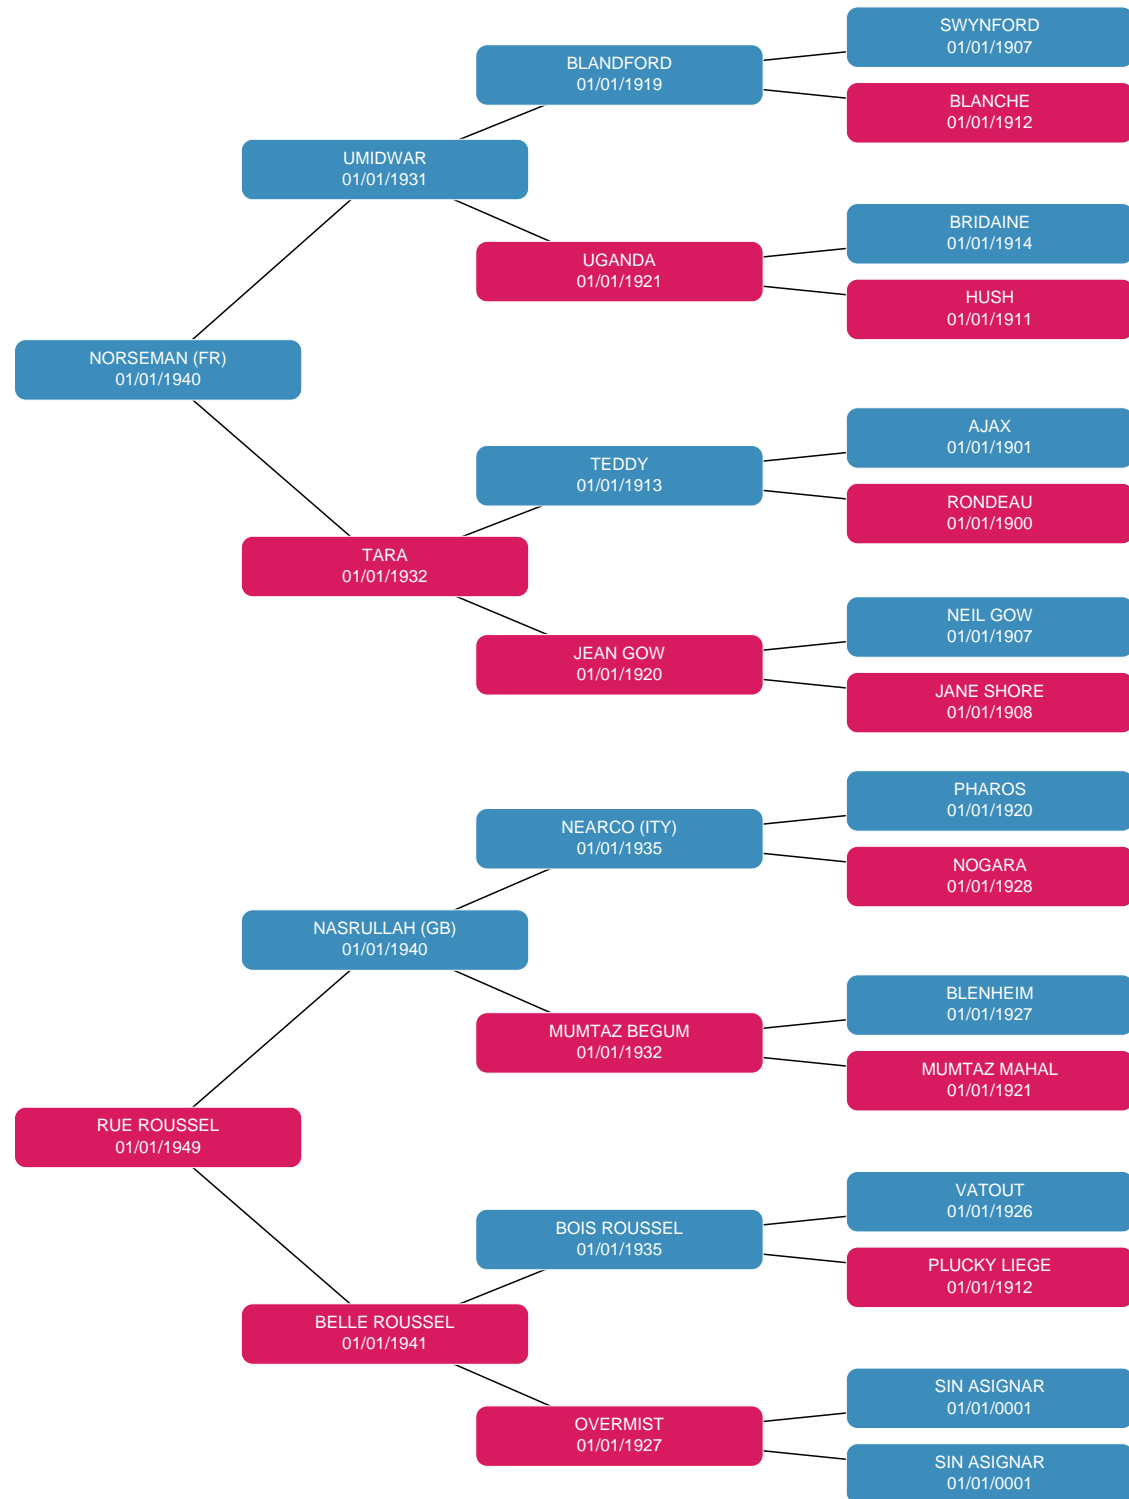 SWYNFORD
01/01/1907
BLANDFORD
01/01/1919
BLANCHE
01/01/1912
UMIDWAR
01/01/1931
BRIDAINE
01/01/1914
UGANDA
01/01/1921
HUSH
01/01/1911
NORSEMAN (FR)
01/01/1940
AJAX
01/01/1901
TEDDY
01/01/1913
RONDEAU
01/01/1900
TARA
01/01/1932
NEIL GOW
01/01/1907
JEAN GOW
01/01/1920
JANE SHORE
01/01/1908
PHAROS
01/01/1920
NEARCO (ITY)
01/01/1935
NOGARA
01/01/1928
NASRULLAH (GB)
01/01/1940
BLENHEIM
01/01/1927
MUMTAZ BEGUM
01/01/1932
MUMTAZ MAHAL
01/01/1921
RUE ROUSSEL
01/01/1949
VATOUT
01/01/1926
BOIS ROUSSEL
01/01/1935
PLUCKY LIEGE
01/01/1912
BELLE ROUSSEL
01/01/1941
SIN ASIGNAR
01/01/0001
OVERMIST
01/01/1927
SIN ASIGNAR
01/01/0001